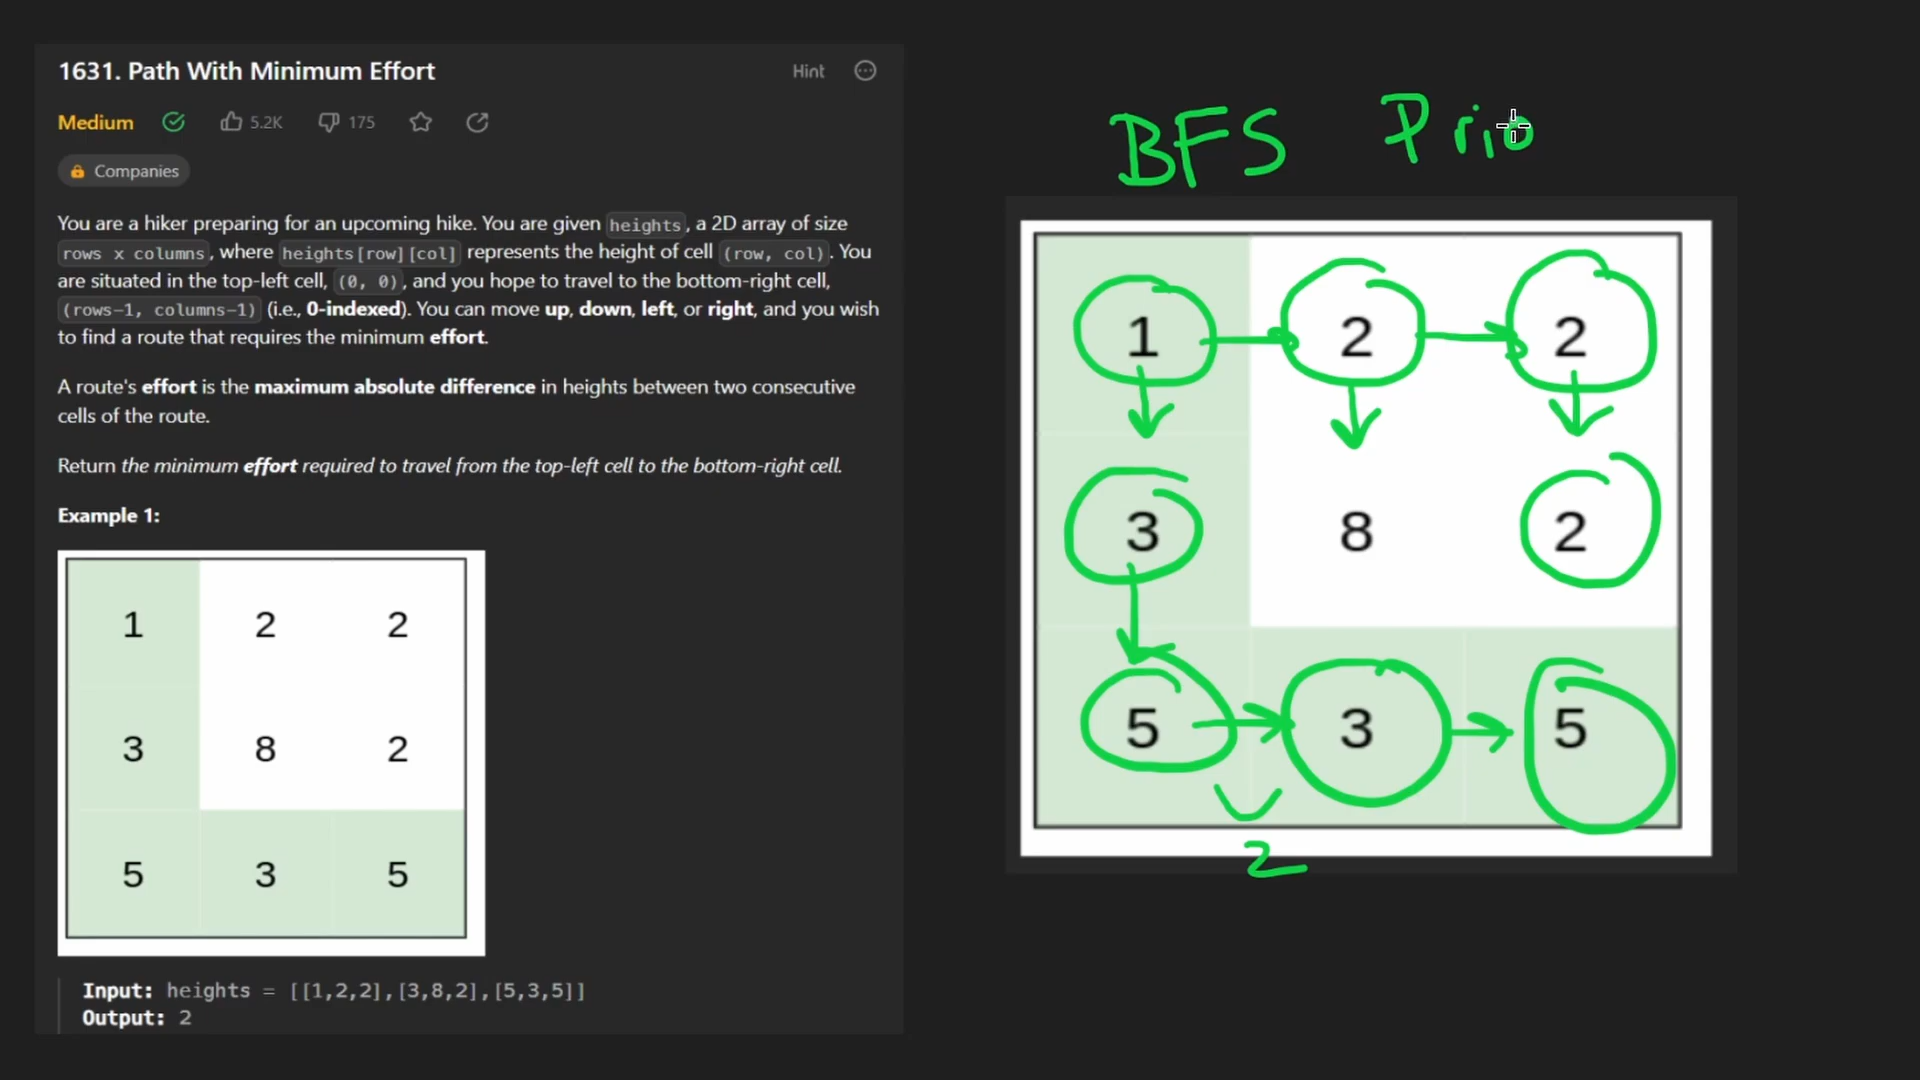 1631. Path With Minimum Effort
Hint
Medium 5.2K 175
Companies
You are a hiker preparing for an upcoming hike. You are given heights, a 2D array of size
rows x columns, where heights[row][col] represents the height of cell (row, col). You
are situated in the top-left cell, (0, 0), and you hope to travel to the bottom-right cell,
(rows-1, columns-1) (i.e., 0-indexed). You can move up, down, left, or right, and you wish
to find a route that requires the minimum effort.
A route's effort is the maximum absolute difference in heights between two consecutive
cells of the route.
Return the minimum effort required to travel from the top-left cell to the bottom-right cell.
Example 1:
1 2 2
3 8 2
5 3 5
Input: heights = [[1,2,2],[3,8,2],[5,3,5]]
Output: 2
BFS Prio
1 2 2
3 8 2
5 3 5
2